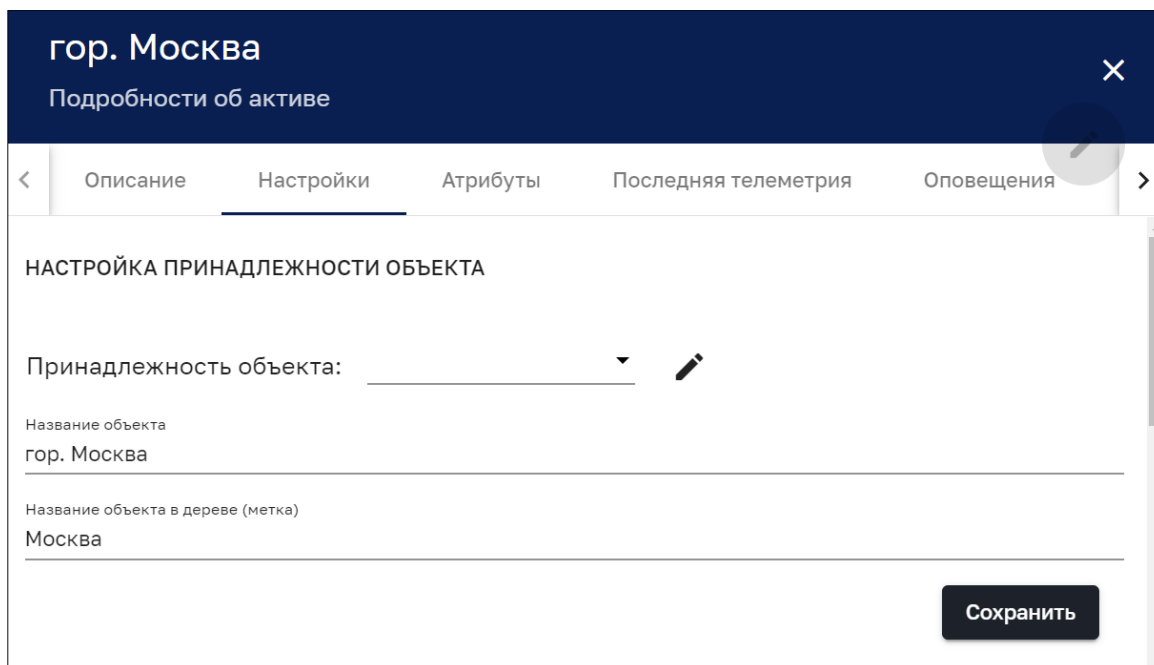 гор. Москва
Подробности об активе
Описание Настройки Атрибуты Последняя телеметрия Оповещения
НАСТРОЙКА ПРИНАДЛЕЖНОСТИ ОБЪЕКТА
Принадлежность объекта:
Название объекта
гор. Москва
Название объекта в дереве (метка)
Москва
Сохранить